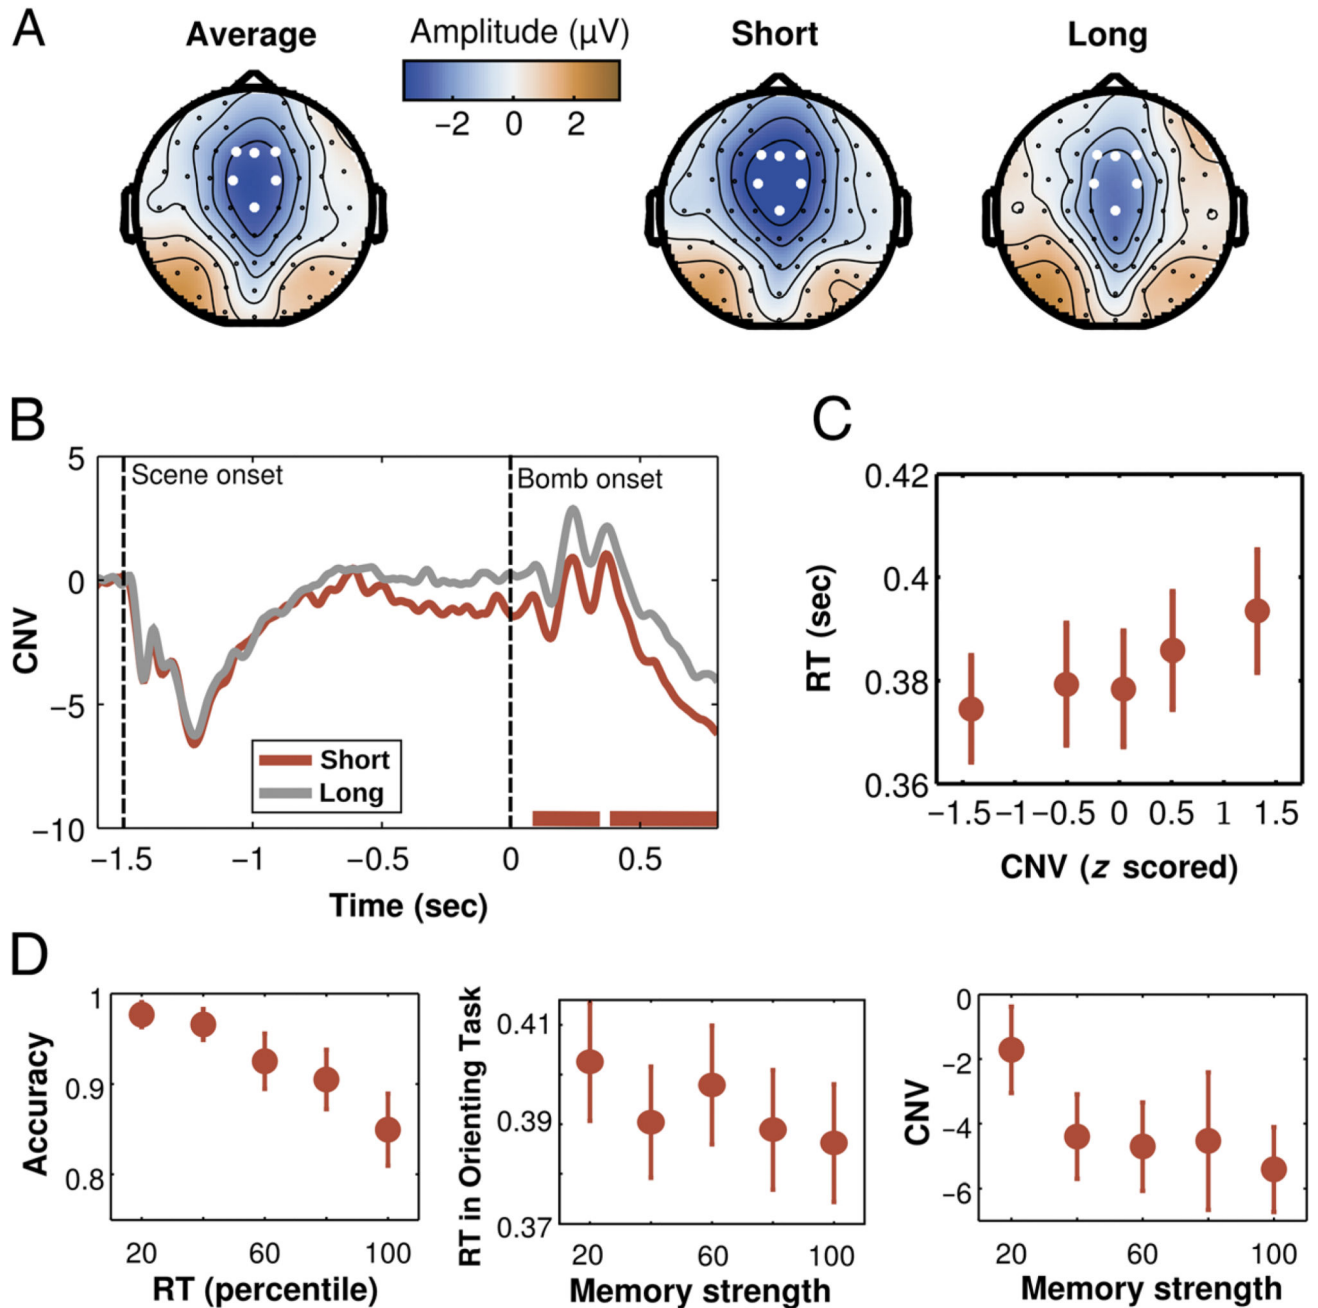 A
Average
Amplitude (µV)
−2 0 2
Short
Long
B
5
0
−5
−10
CNV
Scene onset
Bomb onset
Short
Long
−1.5 −1 −0.5 0 0.5
Time (sec)
C
0.42
0.4
0.38
0.36
RT (sec)
−1.5 −1 −0.5 0 0.5 1 1.5
CNV (z scored)
D
1
0.9
0.8
Accuracy
20 60 100
RT (percentile)
0.41
0.39
0.37
RT in Orienting Task
20 60 100
Memory strength
0
−2
−4
−6
CNV
20 60 100
Memory strength